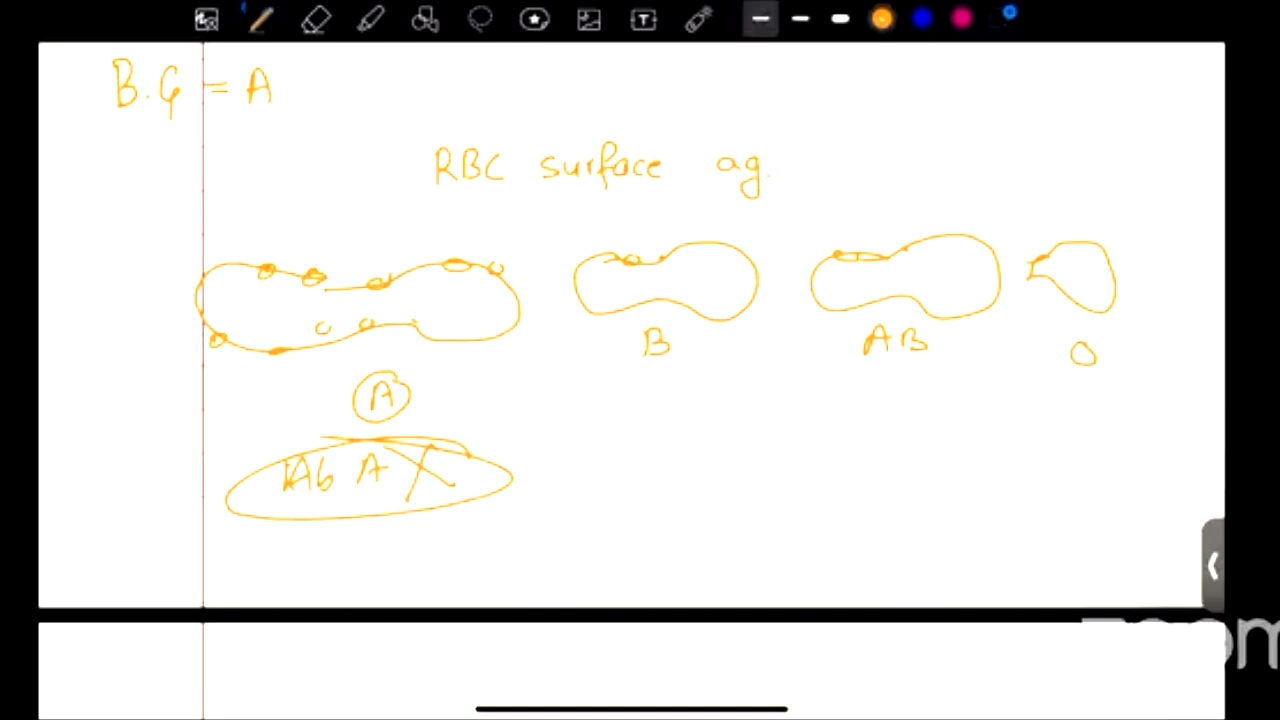 B.G = A
RBC surface ag.
B
AB
O
A
Ab A X
T